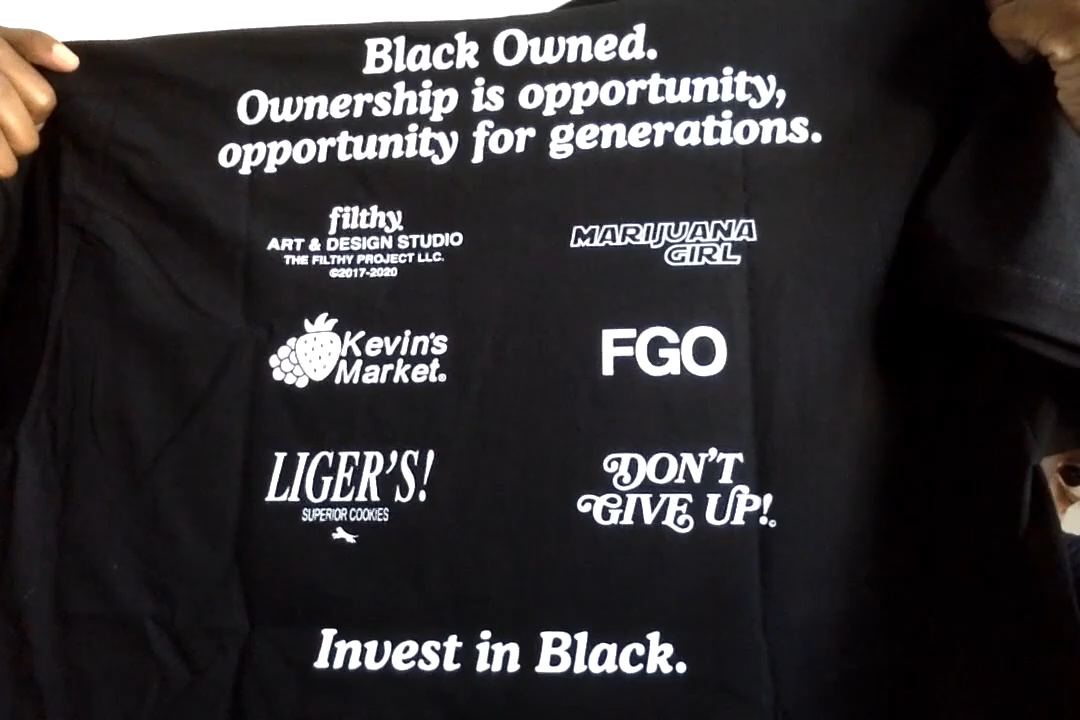 Black Owned.
Ownership is opportunity,
opportunity for generations.
filthy
ART & DESIGN STUDIO
THE FILTHY PROJECT LLC.
©2017-2020
MARIJUANA
GIRL
Kevin's
Market.
FGO
LIGER'S!
SUPERIOR COOKIES
DON'T
GIVE UP!
Invest in Black.